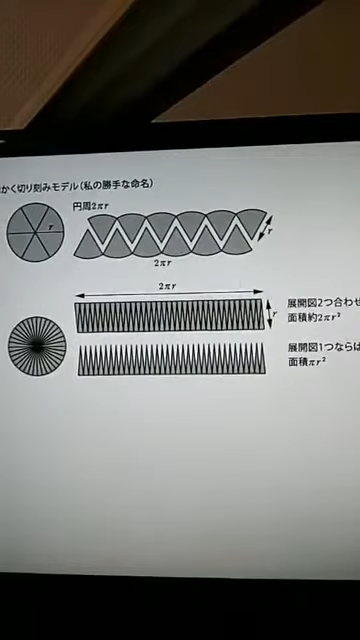 かく切り刻みモデル(私の勝手な命名)
円周2πr
r
r
2πr
2πr
展開図2つ合わせ
面積約2πr²
r
展開図1つならば
面積πr²